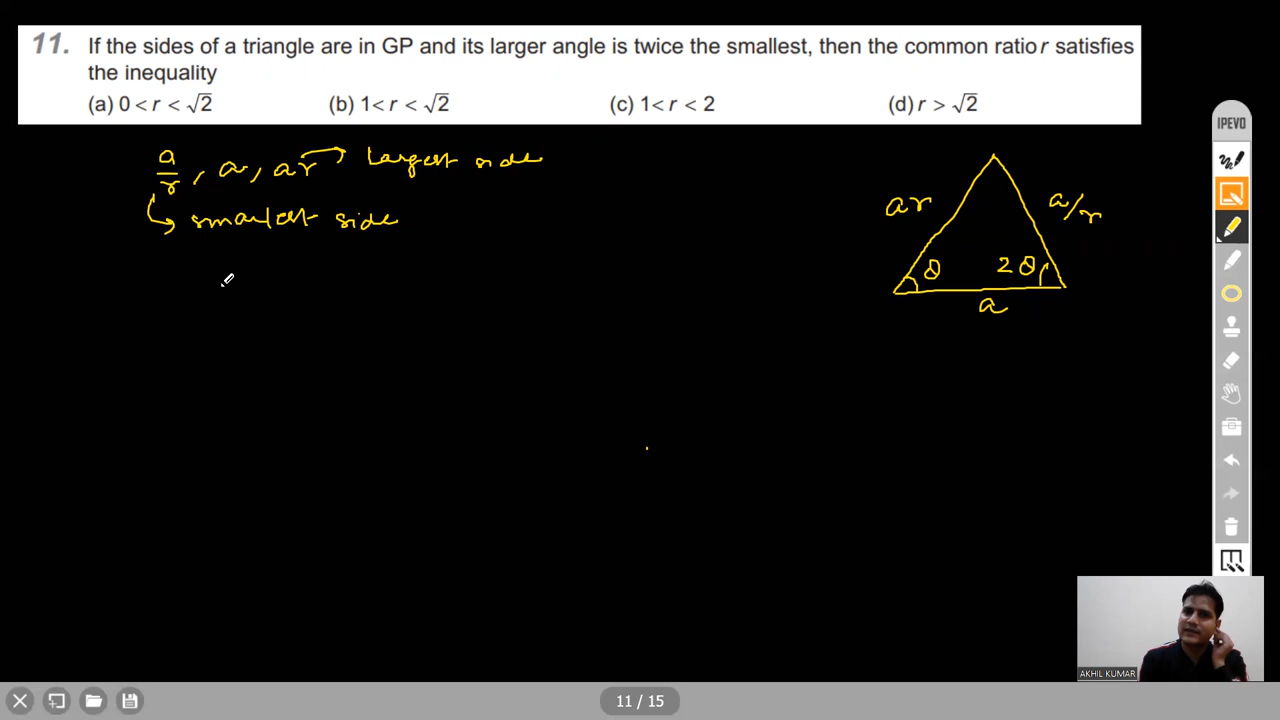 11. If the sides of a triangle are in GP and its larger angle is twice the smallest, then the common ratio r satisfies
the inequality
(a) 0 < r < √2 (b) 1 < r < √2 (c) 1 < r < 2 (d) r > √2
a/r, a, ar → largest side
↳ smallest side
ar a/r
θ 2θ
a
IPEVO
AKHIL KUMAR
11 / 15